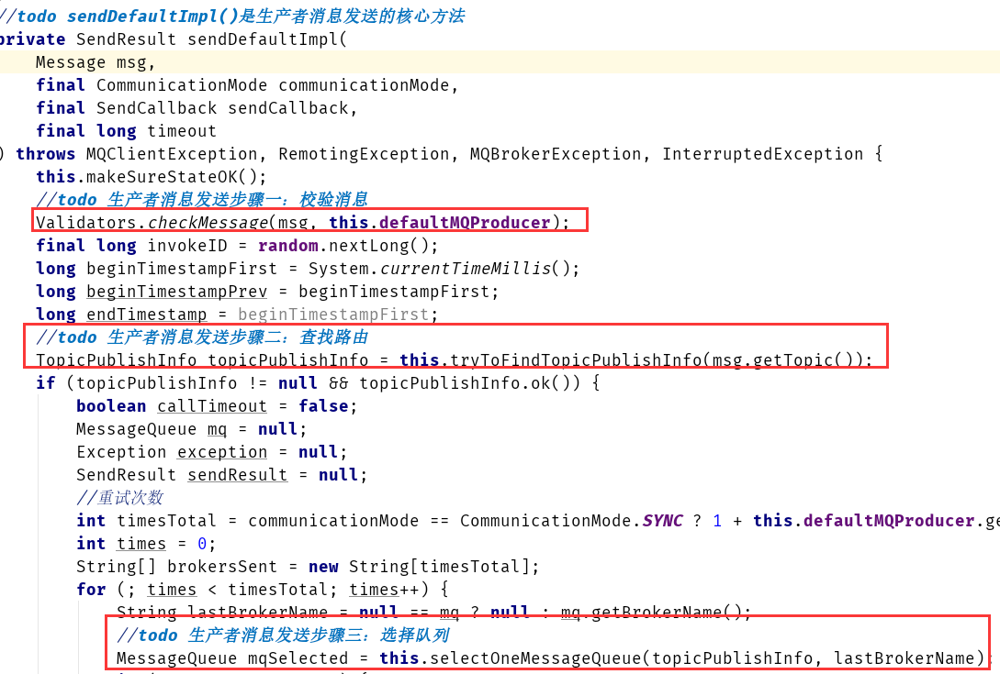 //todo sendDefaultImpl()是生产者消息发送的核心方法
private SendResult sendDefaultImpl(
Message msg,
final CommunicationMode communicationMode,
final SendCallback sendCallback,
final long timeout
) throws MQClientException, RemotingException, MQBrokerException, InterruptedException {
this.makeSureStateOK();
//todo 生产者消息发送步骤一：校验消息
Validators.checkMessage(msg, this.defaultMQProducer);
final long invokeID = random.nextLong();
long beginTimestampFirst = System.currentTimeMillis();
long beginTimestampPrev = beginTimestampFirst;
long endTimestamp = beginTimestampFirst;
//todo 生产者消息发送步骤二：查找路由
TopicPublishInfo topicPublishInfo = this.tryToFindTopicPublishInfo(msg.getTopic());
if (topicPublishInfo != null && topicPublishInfo.ok()) {
boolean callTimeout = false;
MessageQueue mq = null;
Exception exception = null;
SendResult sendResult = null;
//重试次数
int timesTotal = communicationMode == CommunicationMode.SYNC ? 1 + this.defaultMQProducer.ge
int times = 0;
String[] brokersSent = new String[timesTotal];
for (; times < timesTotal; times++) {
String lastBrokerName = null == mq ? null : mq.getBrokerName();
//todo 生产者消息发送步骤三：选择队列
MessageQueue mqSelected = this.selectOneMessageQueue(topicPublishInfo, lastBrokerName);